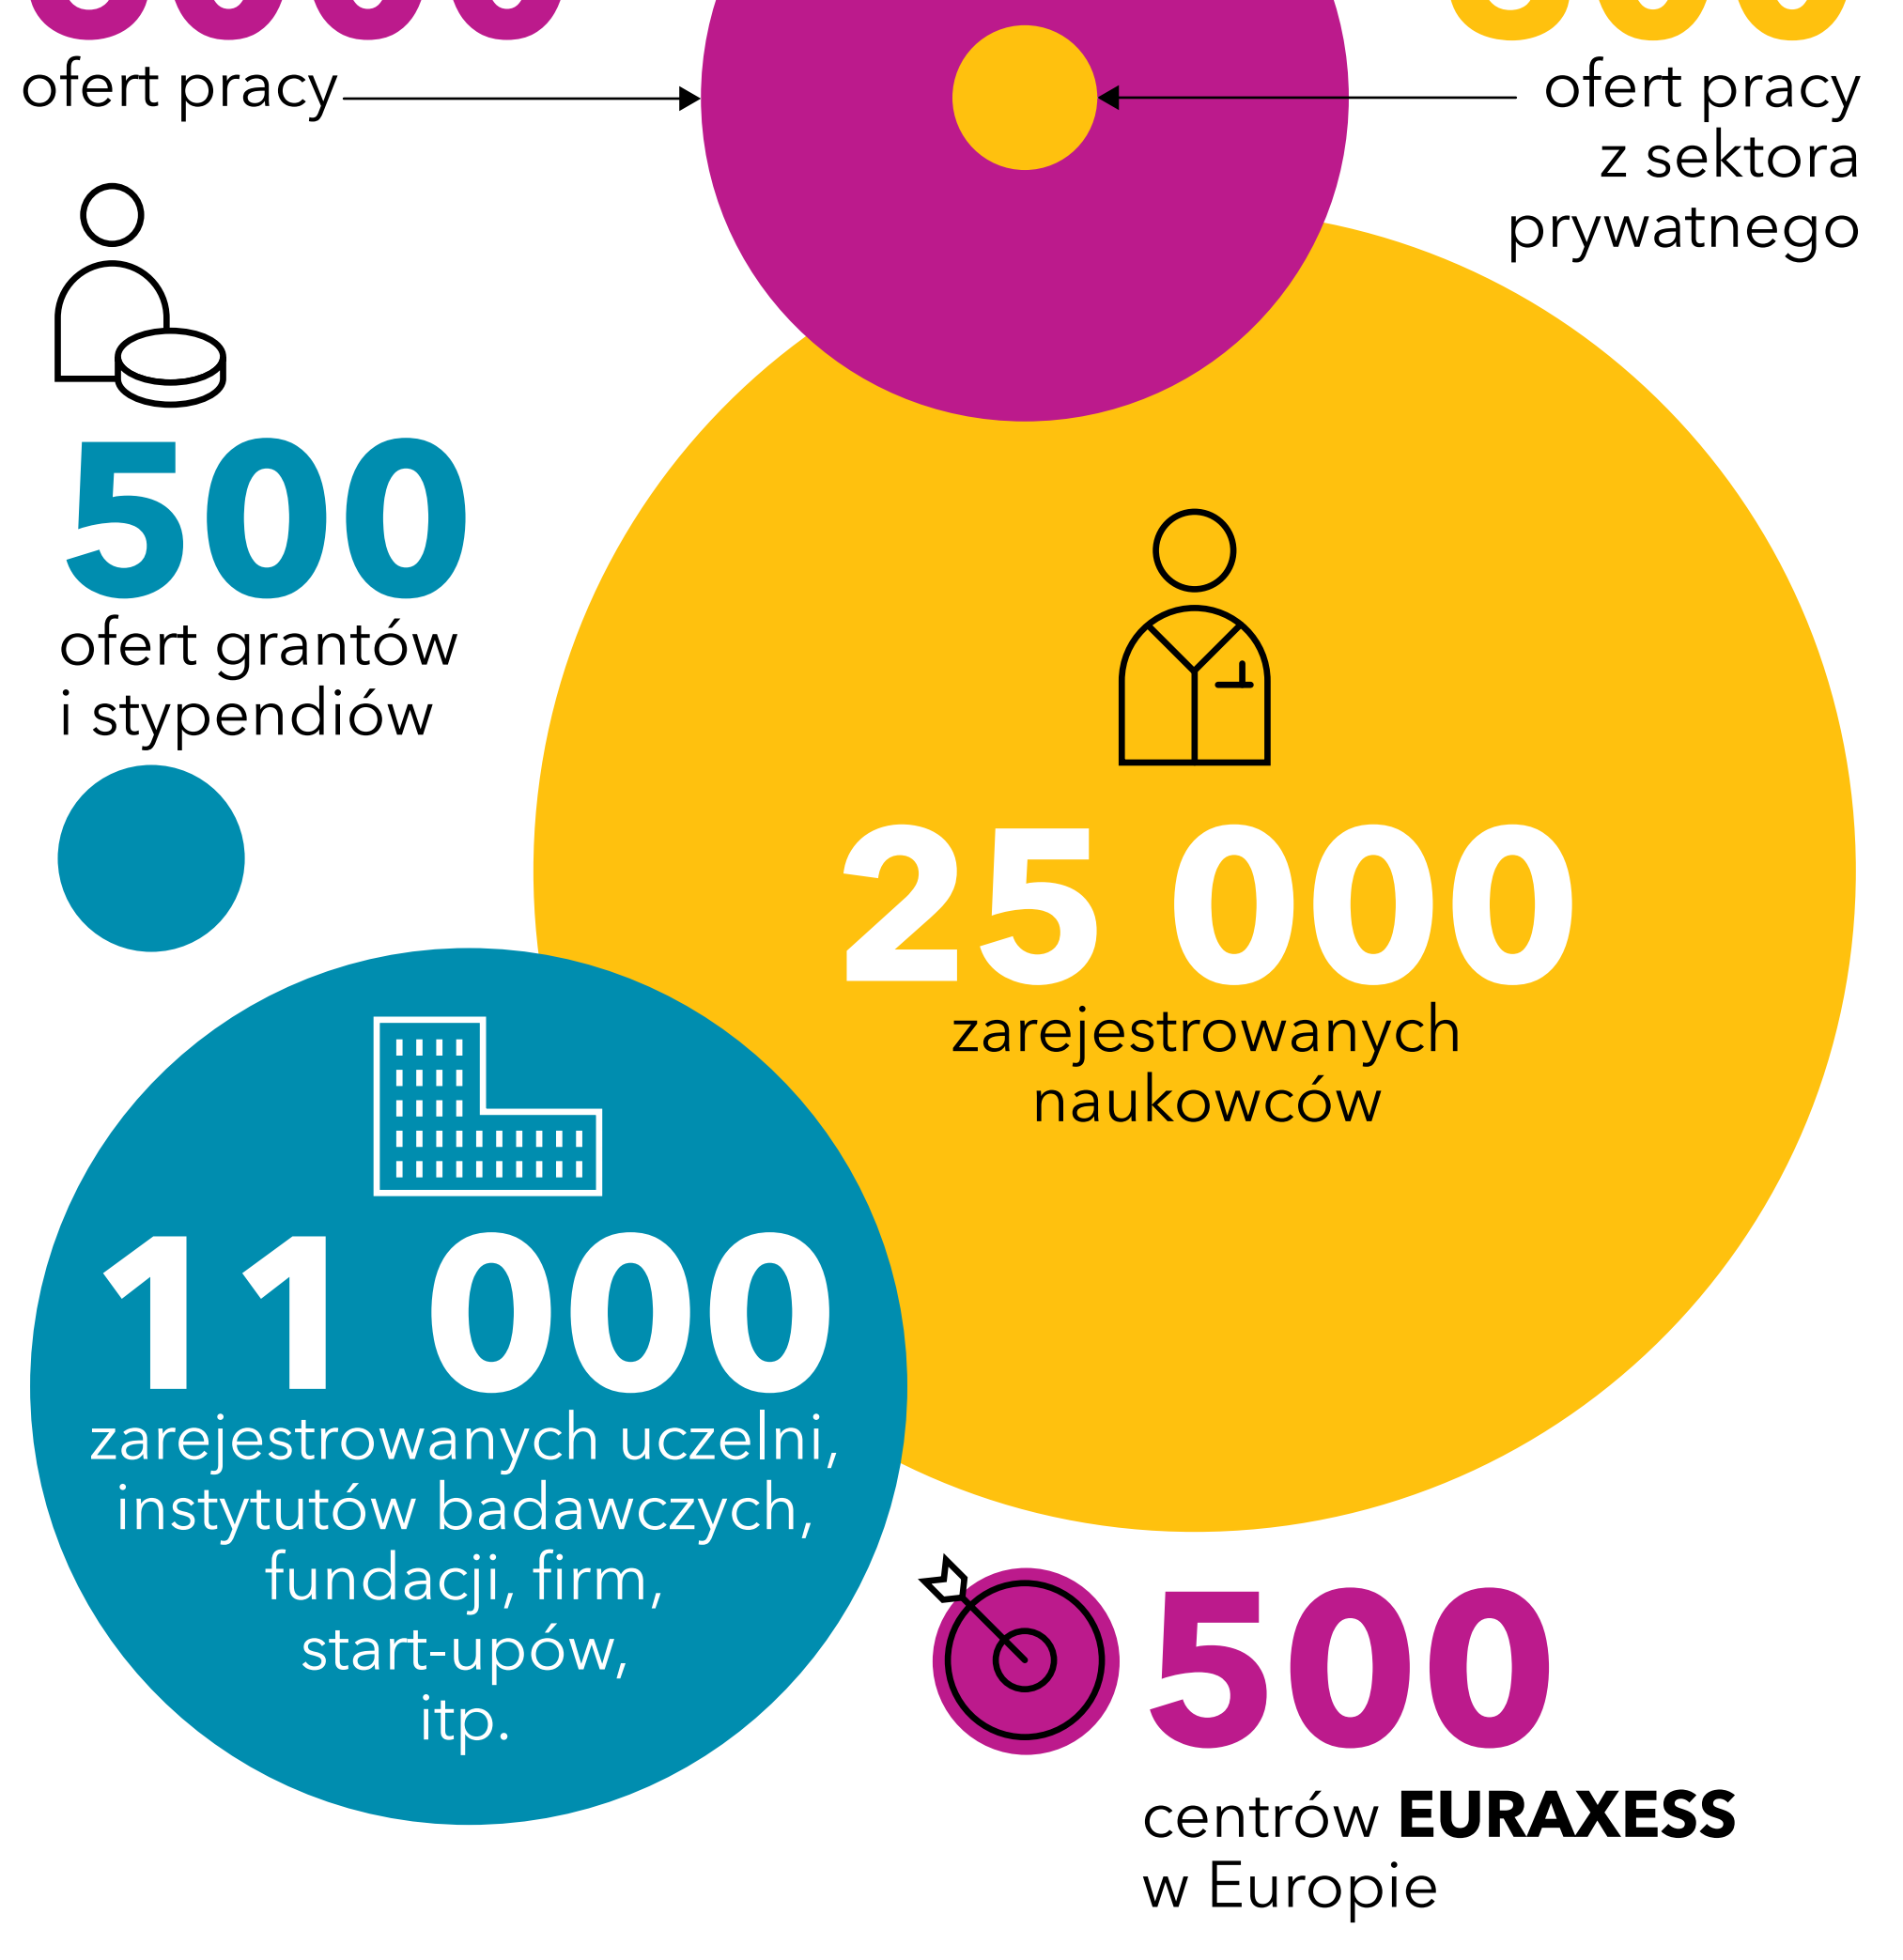 ofert pracy
ofert pracy
z sektora
prywatnego
500
ofert grantów
i stypendiów
25 000
zarejestrowanych
naukowców
11 000
zarejestrowanych uczelni,
instytutów badawczych,
fundacji, firm,
start-upów,
itp.
500
centrów EURAXESS
w Europie